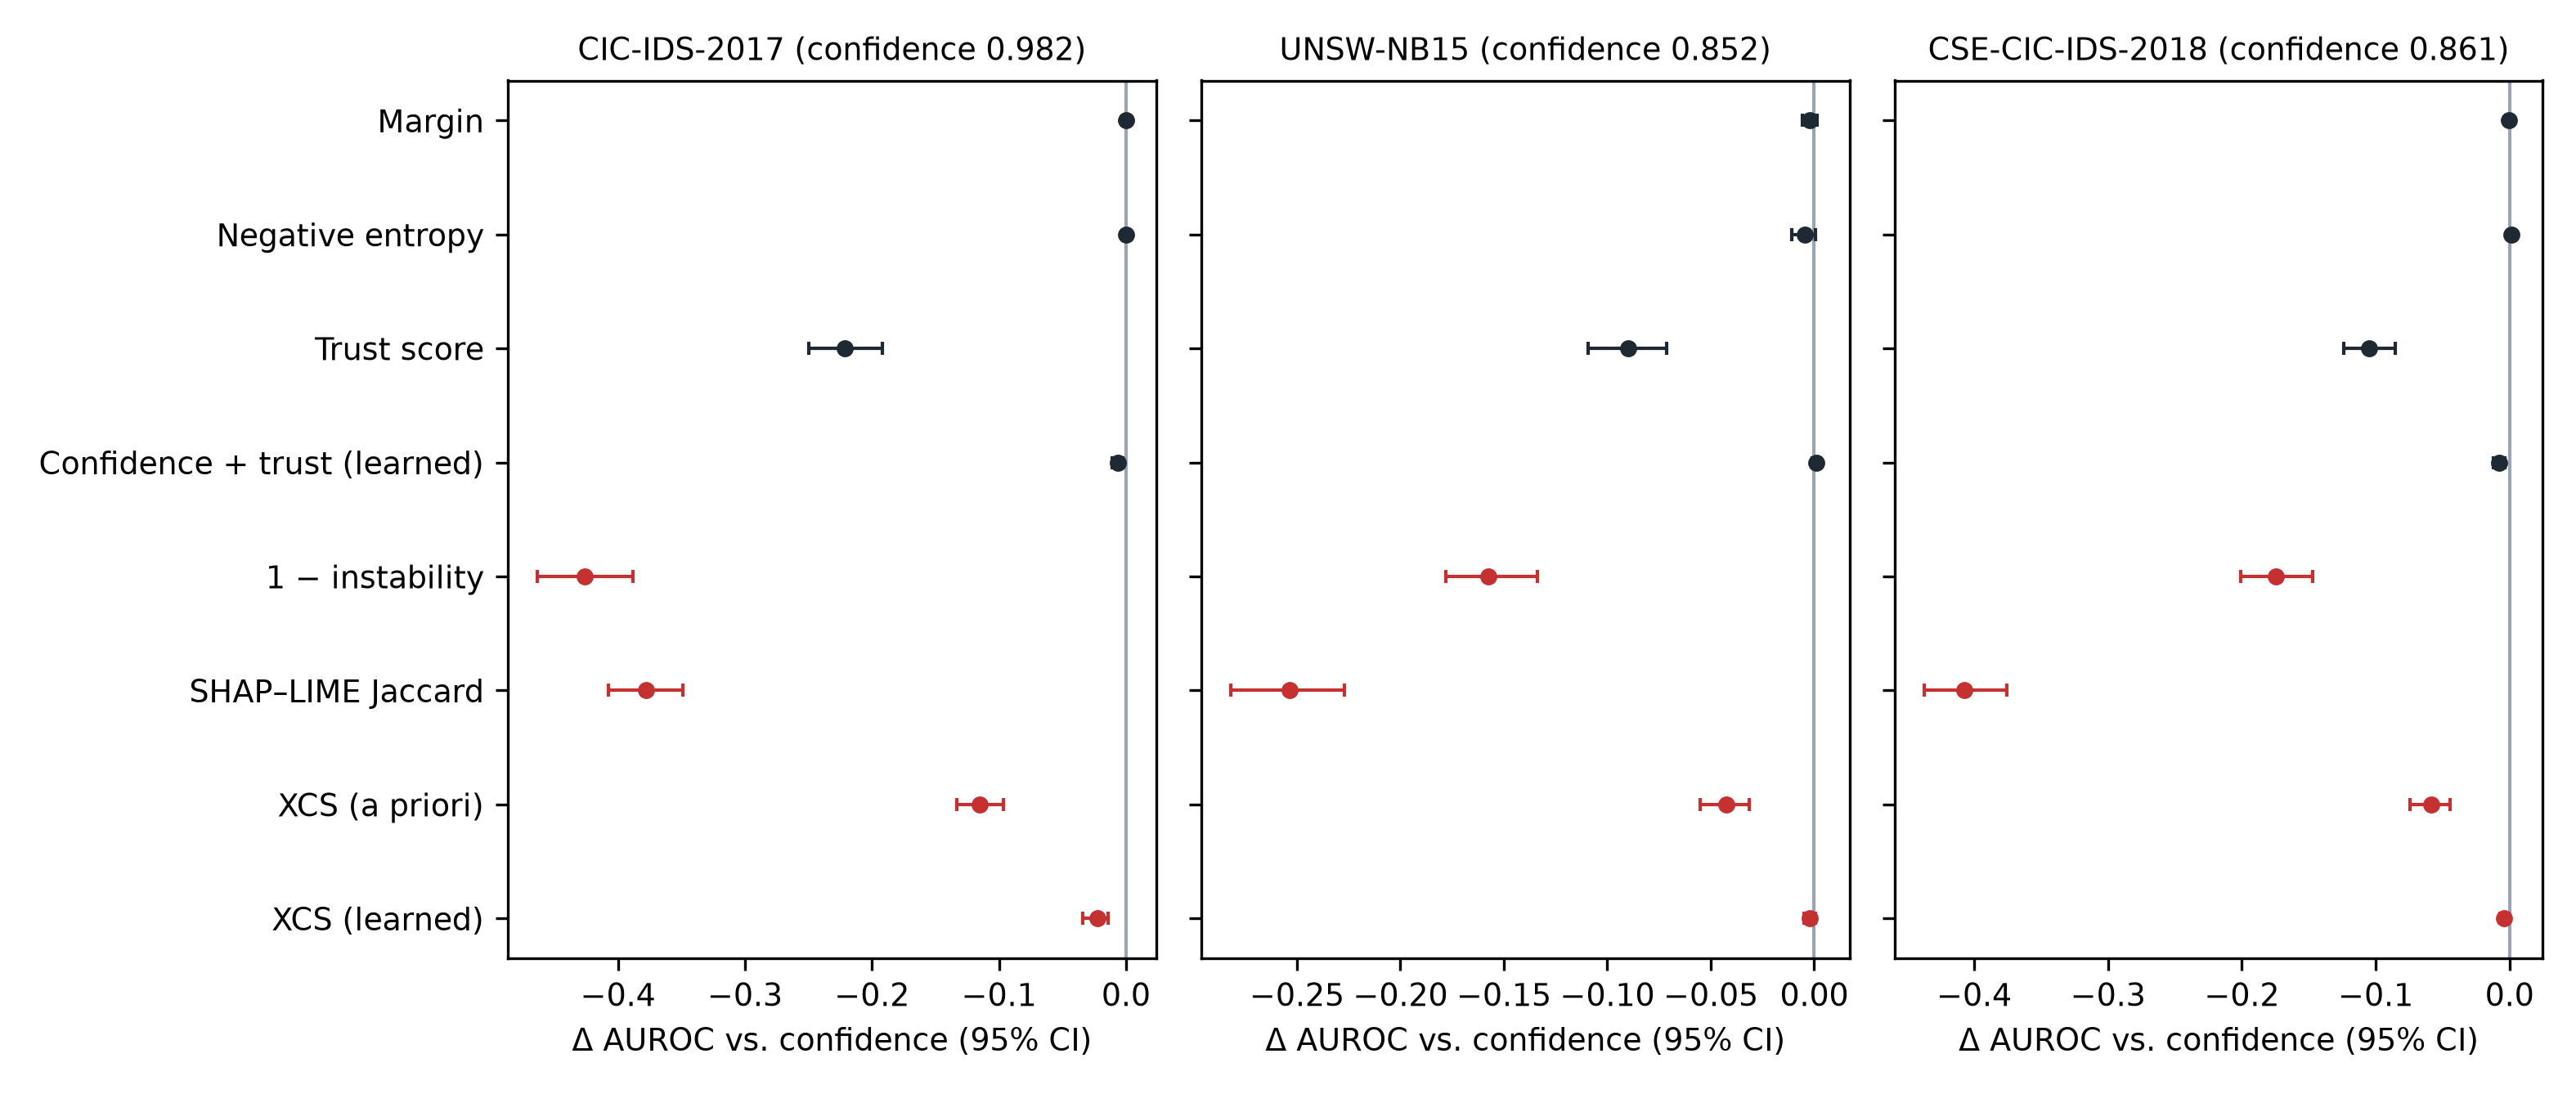 CIC-IDS-2017 (confidence 0.982)
UNSW-NB15 (confidence 0.852)
CSE-CIC-IDS-2018 (confidence 0.861)
Margin
Negative entropy
Trust score
Confidence + trust (learned)
1 − instability
SHAP–LIME Jaccard
XCS (a priori)
XCS (learned)
−0.4 −0.3 −0.2 −0.1 0.0
−0.25 −0.20 −0.15 −0.10 −0.05 0.00
−0.4 −0.3 −0.2 −0.1 0.0
Δ AUROC vs. confidence (95% CI)
Δ AUROC vs. confidence (95% CI)
Δ AUROC vs. confidence (95% CI)